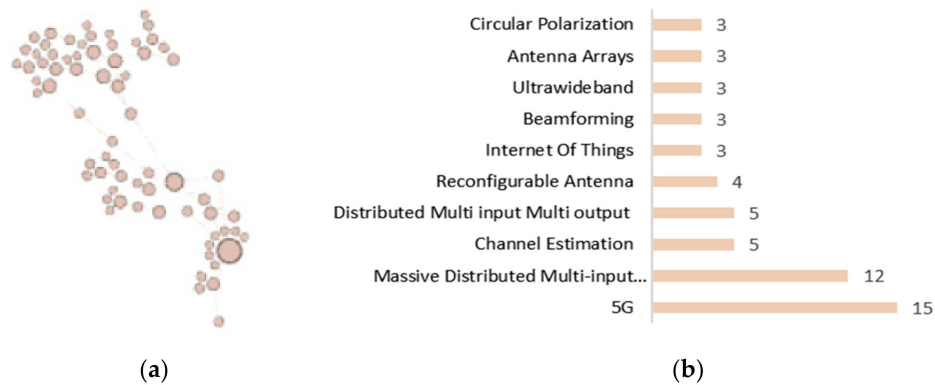 Circular Polarization 3
Antenna Arrays 3
Ultrawideband 3
Beamforming 3
Internet Of Things 3
Reconfigurable Antenna 4
Distributed Multi input Multi output 5
Channel Estimation 5
Massive Distributed Multi-input... 12
5G 15
(a) (b)